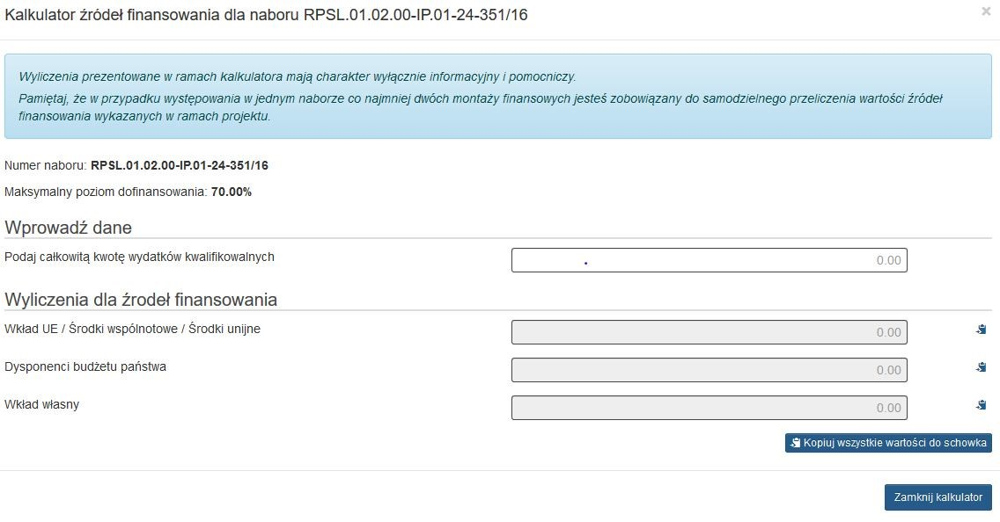 Kalkulator źródeł finansowania dla naboru RPSL.01.02.00-IP.01-24-351/16
×
Wyliczenia prezentowane w ramach kalkulatora mają charakter wyłącznie informacyjny i pomocniczy.
Pamiętaj, że w przypadku występowania w jednym naborze co najmniej dwóch montaży finansowych jesteś zobowiązany do samodzielnego przeliczenia wartości źródeł
finansowania wykazanych w ramach projektu.
Numer naboru: RPSL.01.02.00-IP.01-24-351/16
Maksymalny poziom dofinansowania: 70.00%
Wprowadź dane
Podaj całkowitą kwotę wydatków kwalifikowalnych 0.00
Wyliczenia dla źrodeł finansowania
Wkład UE / Środki wspólnotowe / Środki unijne 0.00
Dysponenci budżetu państwa 0.00
Wkład własny 0.00
Kopiuj wszystkie wartości do schowka
Zamknij kalkulator